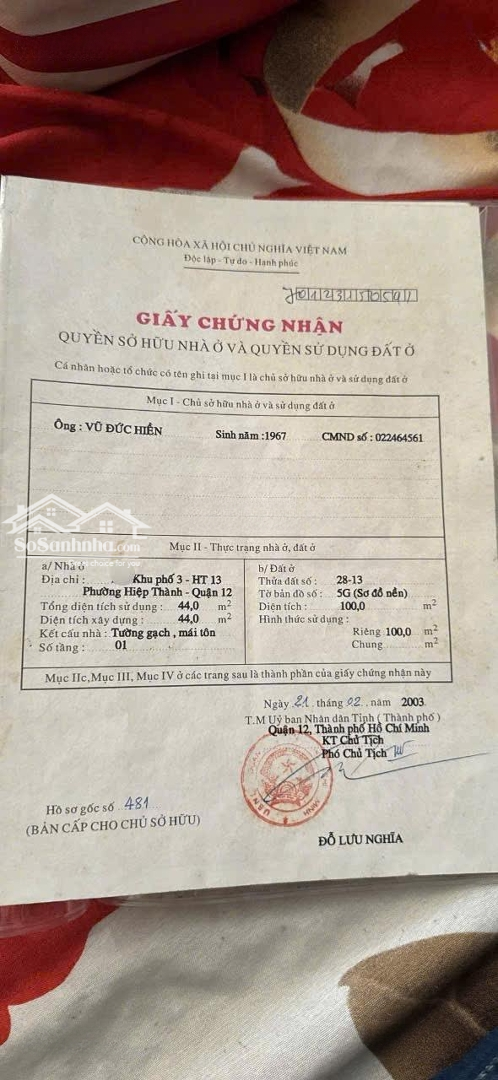 CỘNG HÒA XÃ HỘI CHỦ NGHĨA VIỆT NAM
Độc lập - Tự do - Hạnh phúc
GIẤY CHỨNG NHẬN
QUYỀN SỞ HỮU NHÀ Ở VÀ QUYỀN SỬ DỤNG ĐẤT Ở
Cá nhân hoặc tổ chức có tên ghi tại mục I là chủ sở hữu nhà ở và sử dụng đất ở
Mục I - Chủ sở hữu nhà ở và sử dụng đất ở
Ông : VŨ ĐỨC HIỀN Sinh năm :1967 CMND số : 022464561
SoSanhnha.com
Mục II - Thực trạng nhà ở, đất ở
a/ Nhà ở
Địa chỉ : Khu phố 3 - HT 13
Phường Hiệp Thành - Quận 12
Tổng diện tích sử dụng : 44,0 m2
Diện tích xây dựng : 44,0 m2
Kết cấu nhà : Tường gạch , mái tôn
Số tầng : 01
b/ Đất ở
Thửa đất số : 28-13
Tờ bản đồ số : 5G (Sơ đồ nền)
Diện tích : 100,0 m2
Hình thức sử dụng :
Riêng 100,0 m2
Chung m2
Mục IIc,Mục III, Mục IV ở các trang sau là thành phần của giấy chứng nhận này
Ngày 21 tháng 02 năm 2003
T.M Uỷ ban Nhân dân Tỉnh ( Thành phố )
Quận 12, Thành phố Hồ Chí Minh
KT Chủ Tịch
Phó Chủ Tịch
Hồ sơ gốc số 481
(BẢN CẤP CHO CHỦ SỞ HỮU)
ĐỖ LƯU NGHĨA